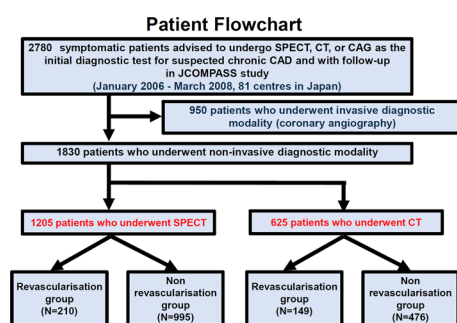 Patient Flowchart
2780 symptomatic patients advised to undergo SPECT, CT, or CAG as the
initial diagnostic test for suspected chronic CAD and with follow-up
in JCOMPASS study
(January 2006 - March 2008, 81 centres in Japan)
950 patients who underwent invasive diagnostic
modality (coronary angiography)
1830 patients who underwent non-invasive diagnostic modality
1205 patients who underwent SPECT
625 patients who underwent CT
Revascularisation
group
(N=210)
Non
revascularisation
group
(N=995)
Revascularisation
group
(N=149)
Non
revascularisation
group
(N=476)